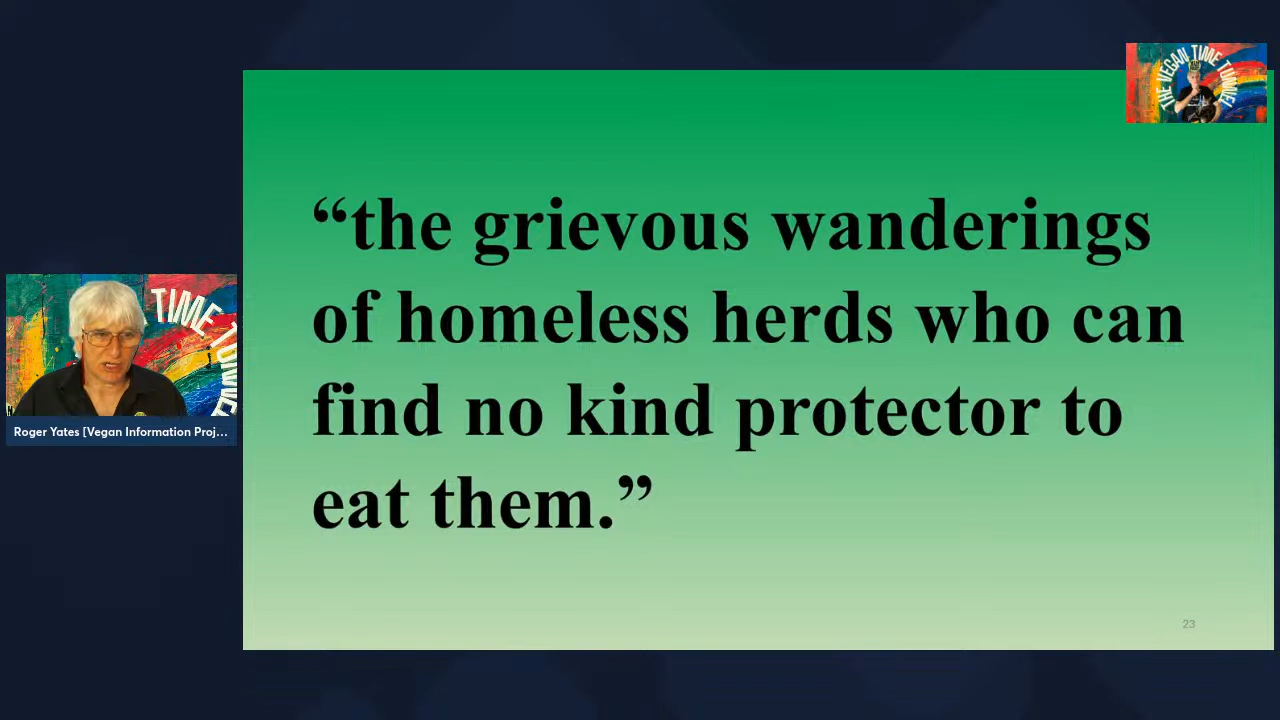 THE VEGAN TIME TUNNEL
“the grievous wanderings
of homeless herds who can
find no kind protector to
eat them.”
TIME TUNNEL
Roger Yates [Vegan Information Proj...
23